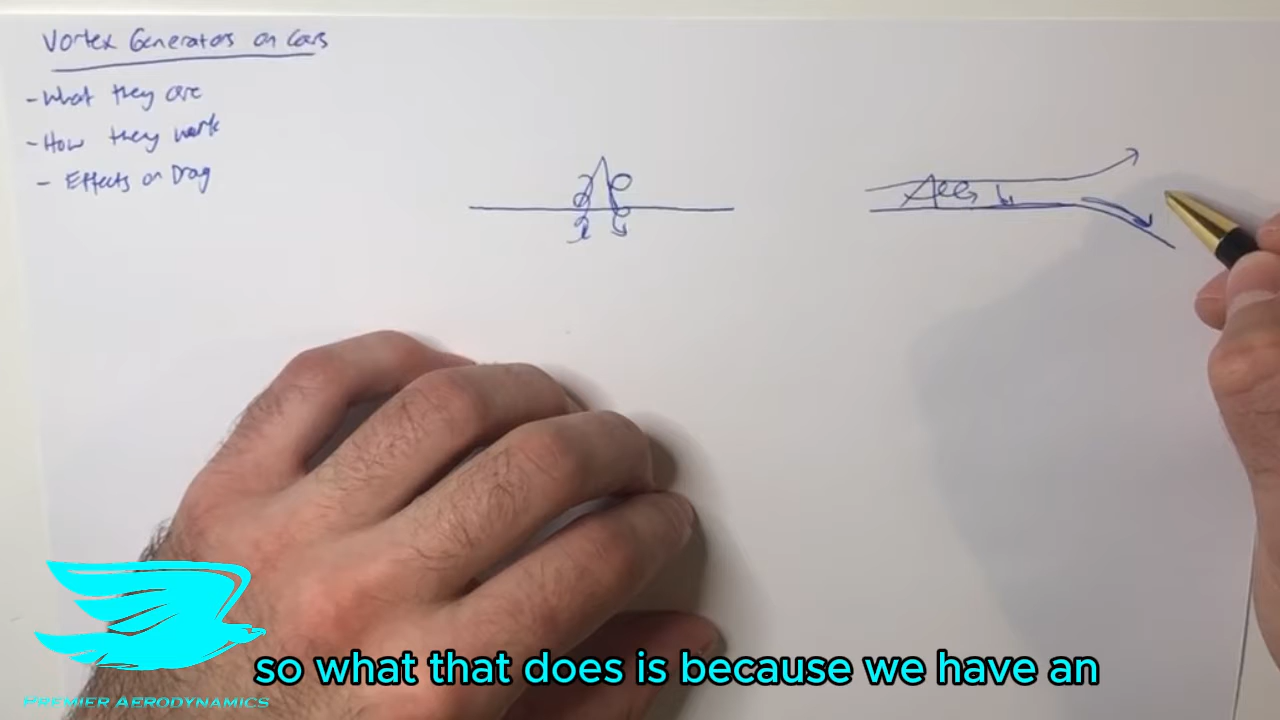 Vortex Generators on Cars
- What they are
- How they work
- Effects on Drag
PREMIER AERODYNAMICS
so what that does is because we have an